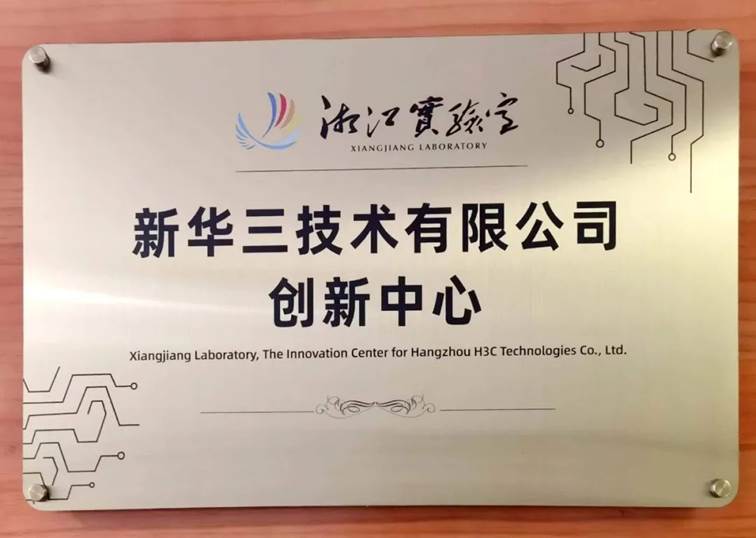 湘江實驗室
XIANGJIANG LABORATORY
新华三技术有限公司
创新中心
Xiangjiang Laboratory, The Innovation Center for Hangzhou H3C Technologies Co., Ltd.